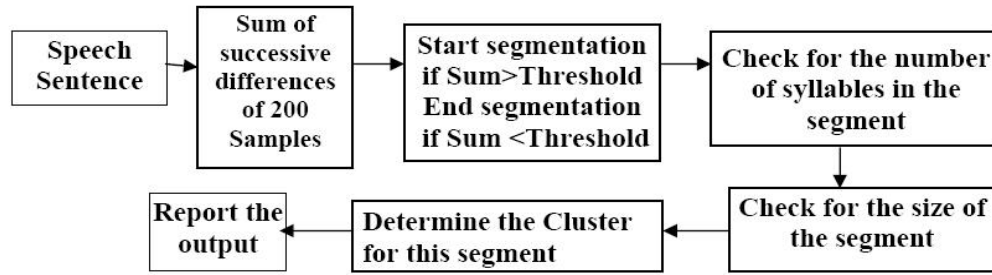 Speech
Sentence
Sum of
successive
differences
of 200
Samples
Start segmentation
if Sum>Threshold
End segmentation
if Sum <Threshold
Check for the number
of syllables in the
segment
Check for the size of
the segment
Determine the Cluster
for this segment
Report the
output